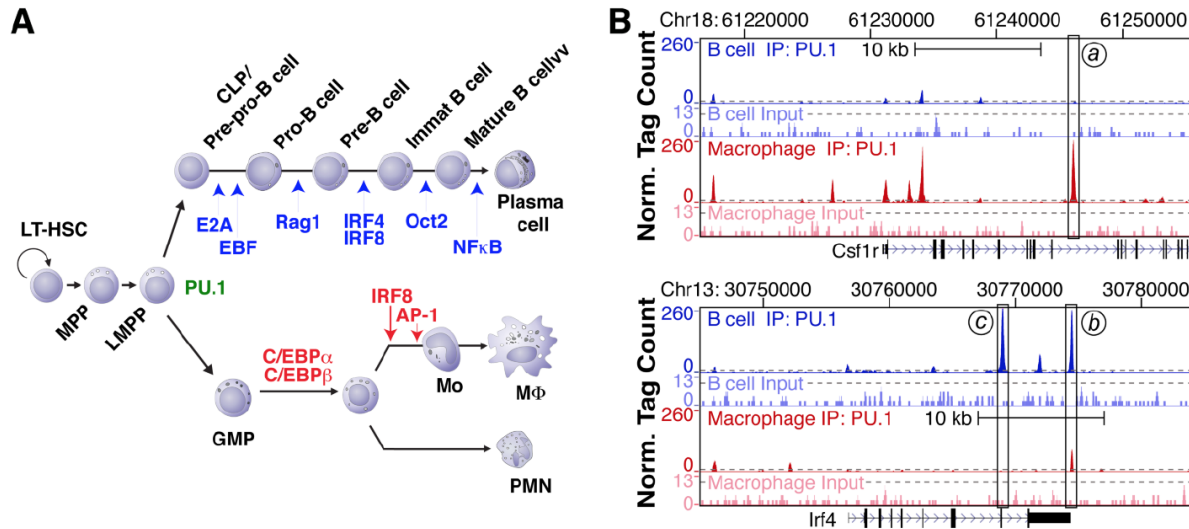 A
CLP/
Pre-pro-B cell
Pro-B cell
Pre-B cell
Immat B cell
Mature B cellvv
E2A
EBF
Rag1
IRF4
IRF8
Oct2
NFκB
Plasma
cell
LT-HSC
MPP
LMPP
PU.1
GMP
C/EBPα
C/EBPβ
IRF8
AP-1
Mo
MΦ
PMN
B
Chr18: 61220000 61230000 61240000 61250000
Norm. Tag Count
260
B cell IP: PU.1
10 kb
a
0
13
B cell Input
0
260
Macrophage IP: PU.1
0
13
Macrophage Input
0
Csf1r
Chr13: 30750000 30760000 30770000 30780000
Norm. Tag Count
260
B cell IP: PU.1
c
b
0
13
B cell Input
0
260
Macrophage IP: PU.1
10 kb
0
13
Macrophage Input
0
Irf4